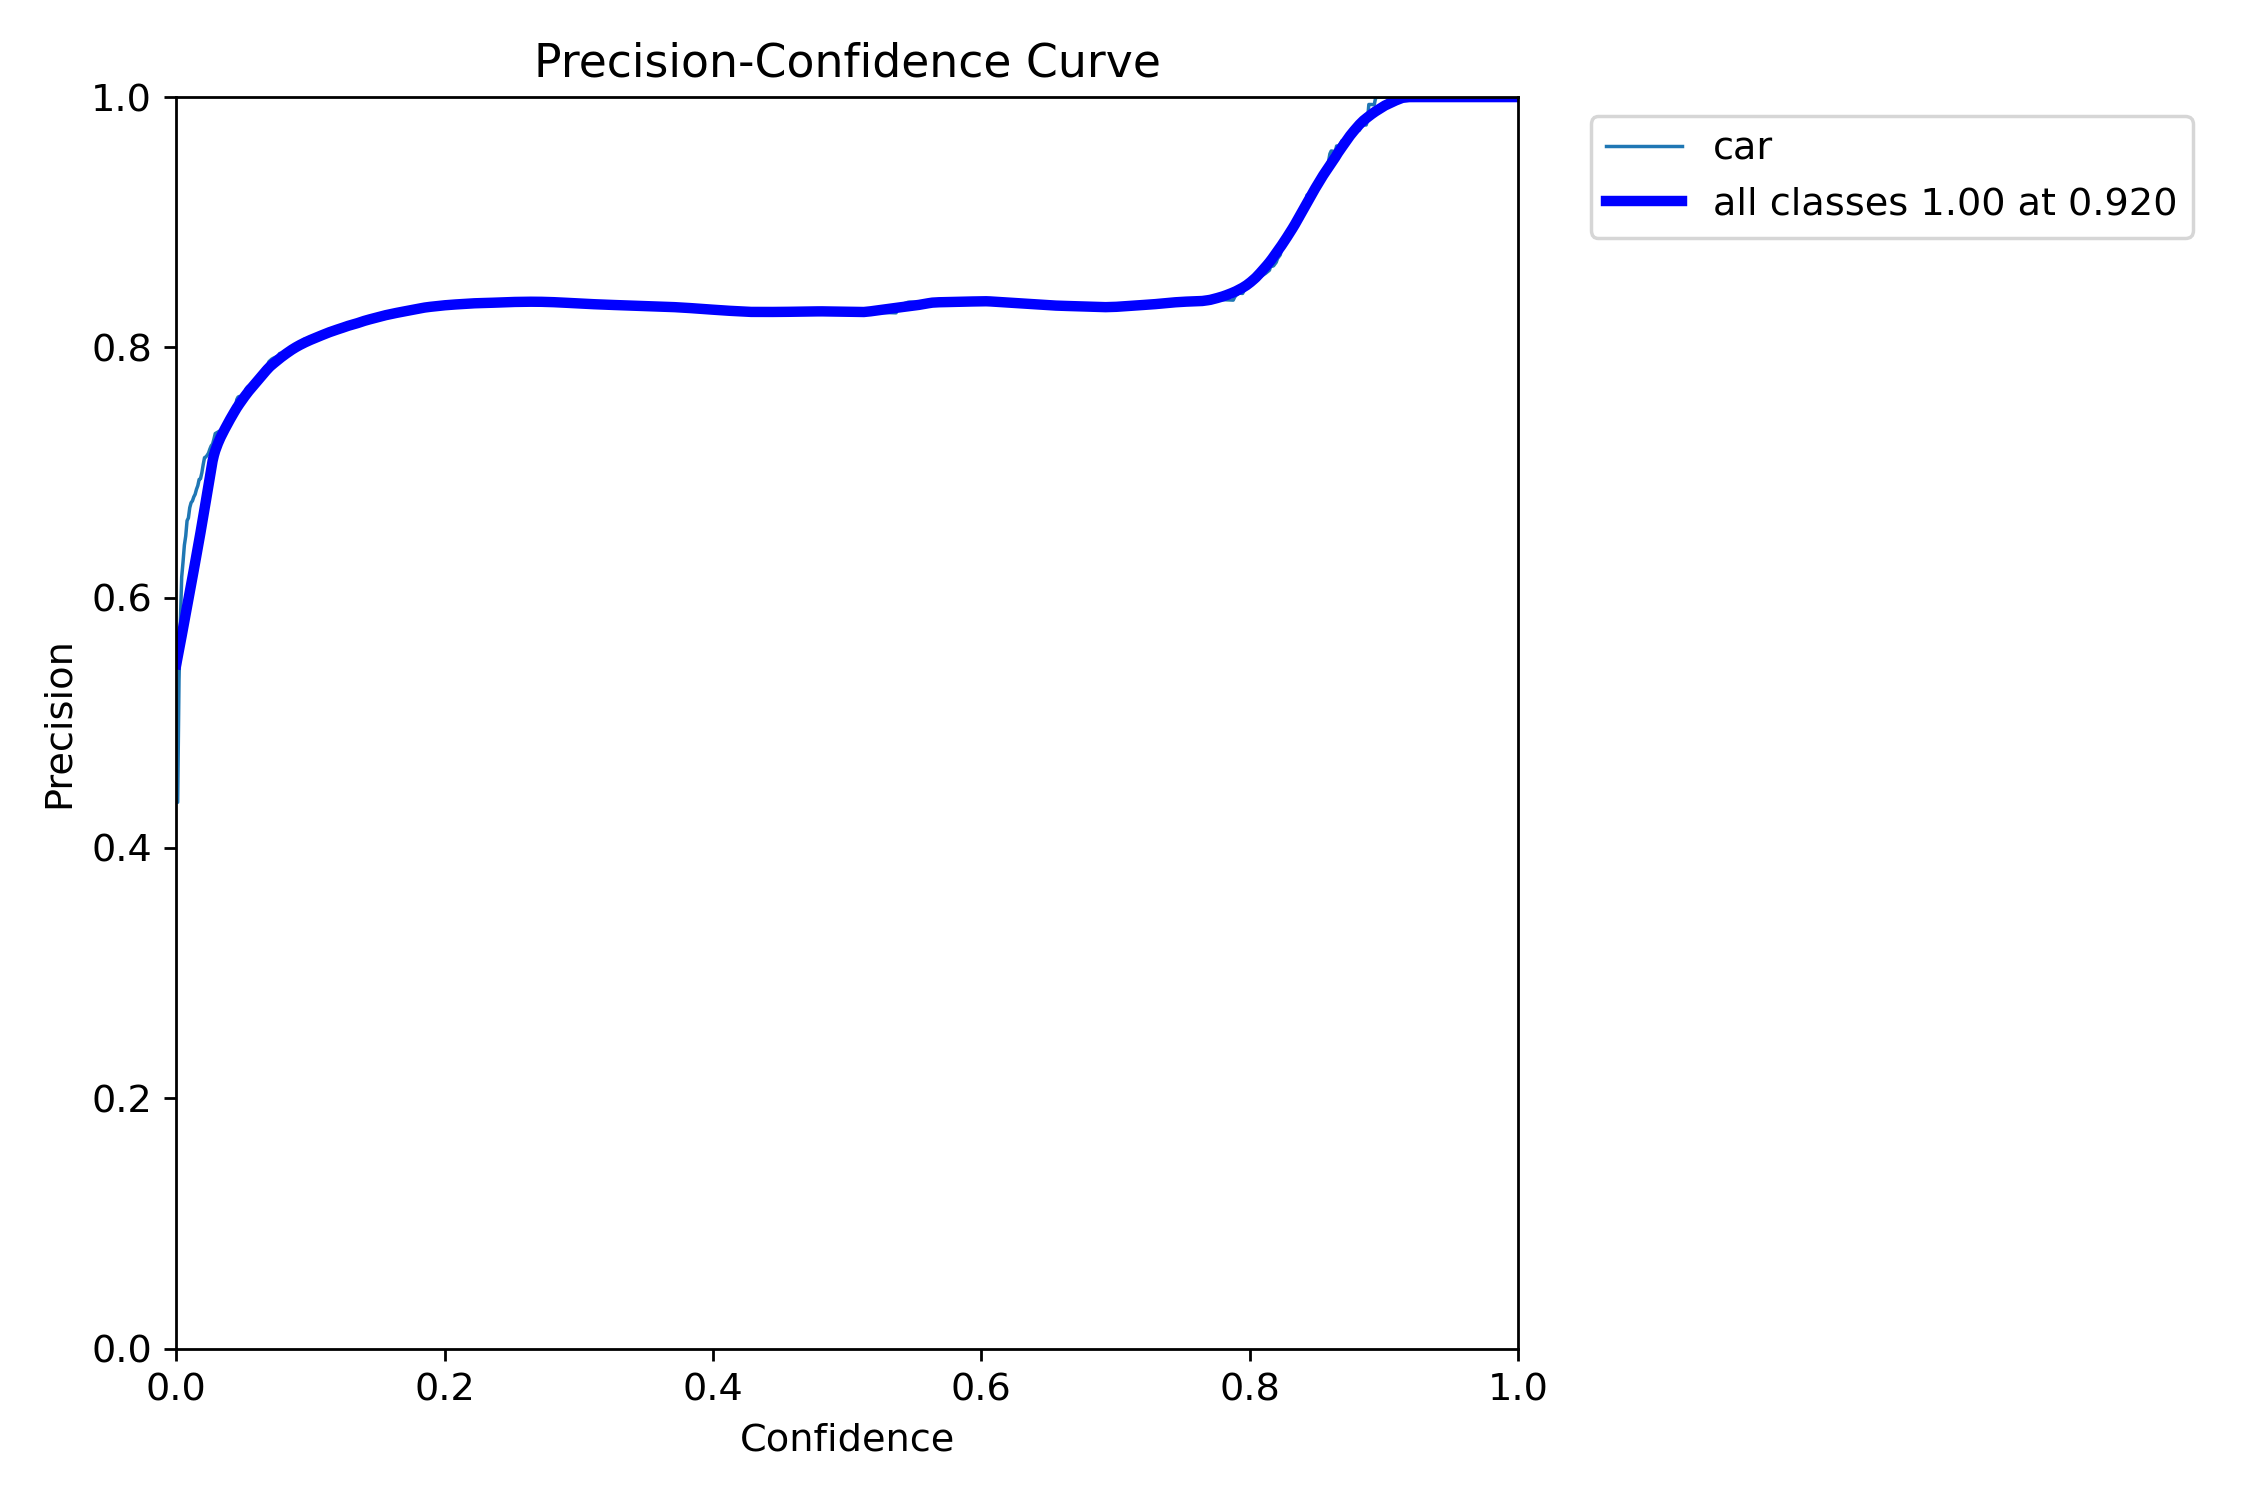 Precision-Confidence Curve
1.0
0.8
0.6
0.4
0.2
0.0
Precision
0.0 0.2 0.4 0.6 0.8 1.0
Confidence
car
all classes 1.00 at 0.920